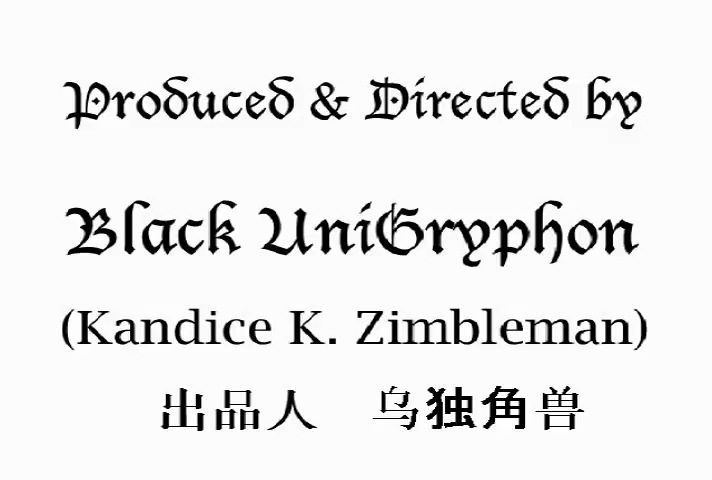 Produced & Directed by
Black UniGryphon
(Kandice K. Zimbleman)
出品人 乌独角兽